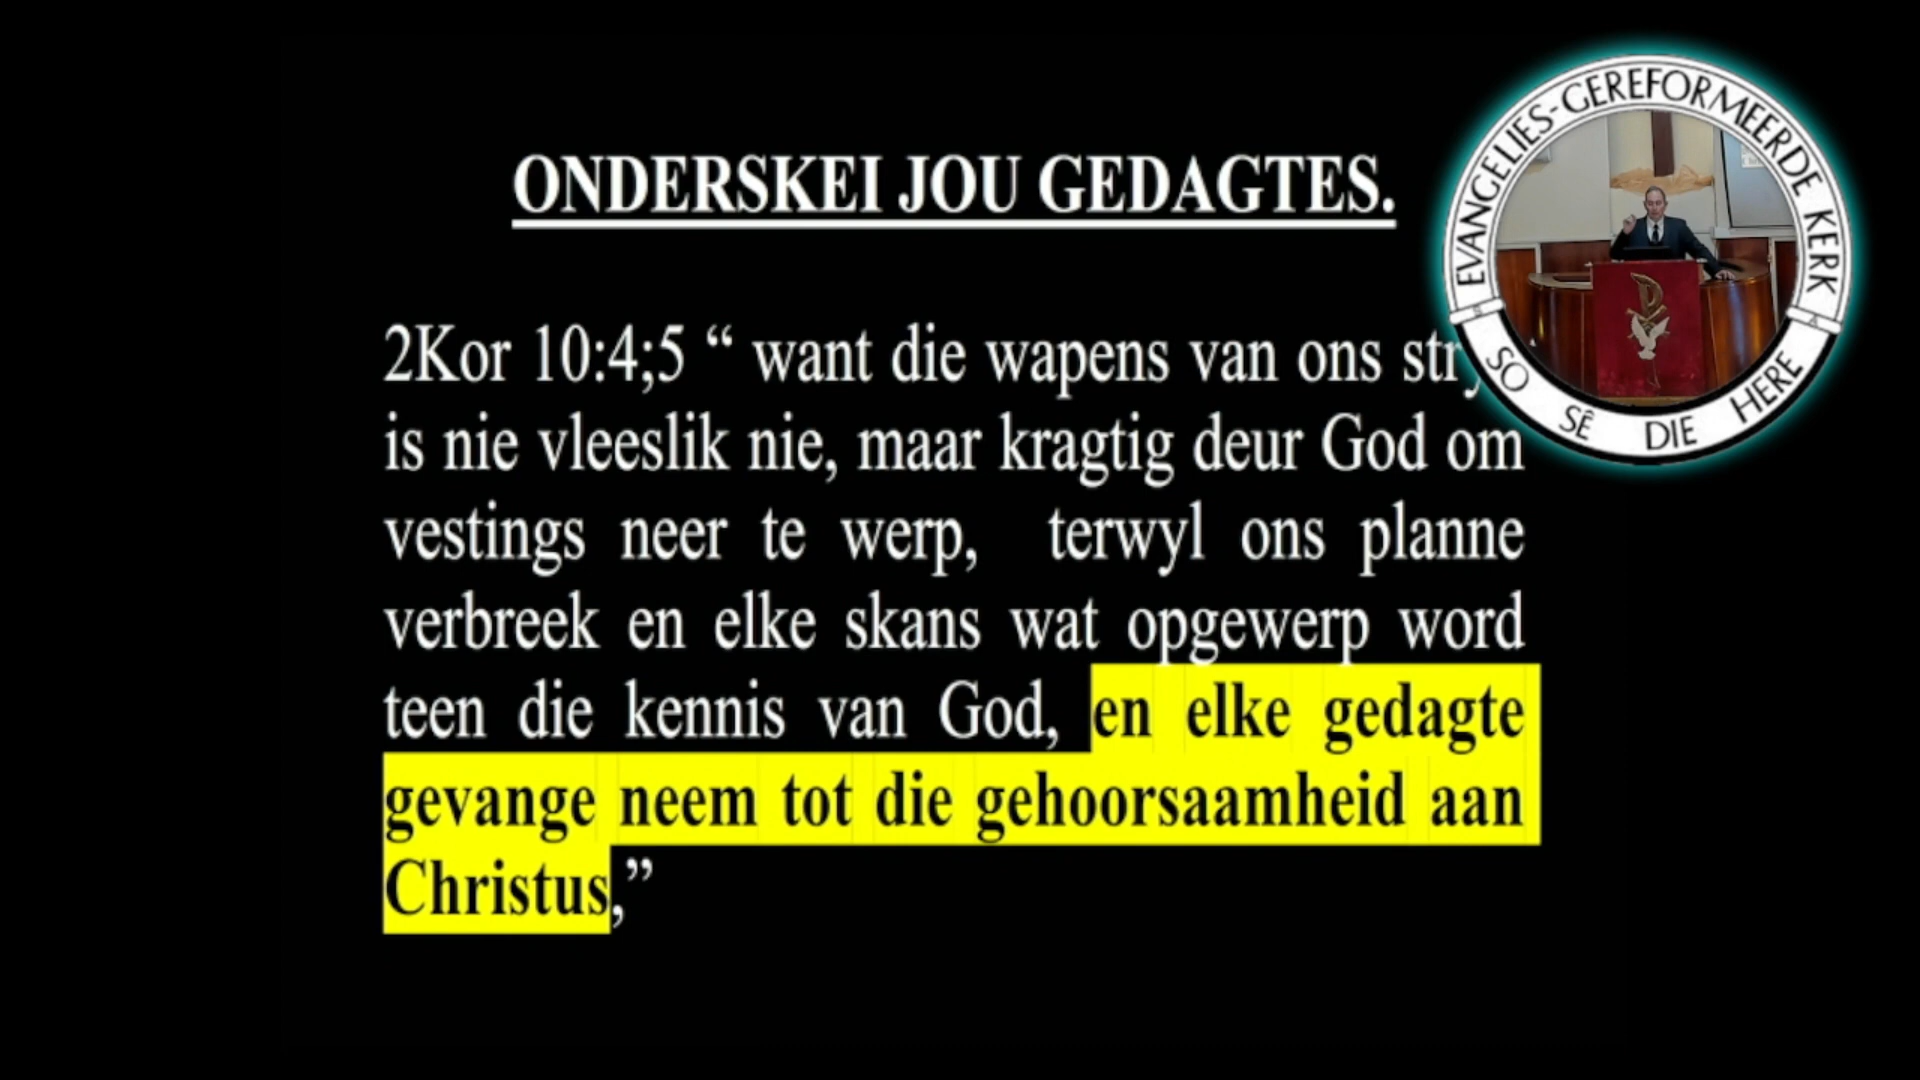 ONDERSKEI JOU GEDAGTES.
2Kor 10:4;5 “ want die wapens van ons
is nie vleeslik nie, maar kragtig deur God om
vestings neer te werp, terwyl ons planne
verbreek en elke skans wat opgewerp word
teen die kennis van God, en elke gedagte
gevange neem tot die gehoorsaamheid aan
Christus,”
EVANGELIES-GEREFORMEERDE KERK
SO SÊ DIE HERE